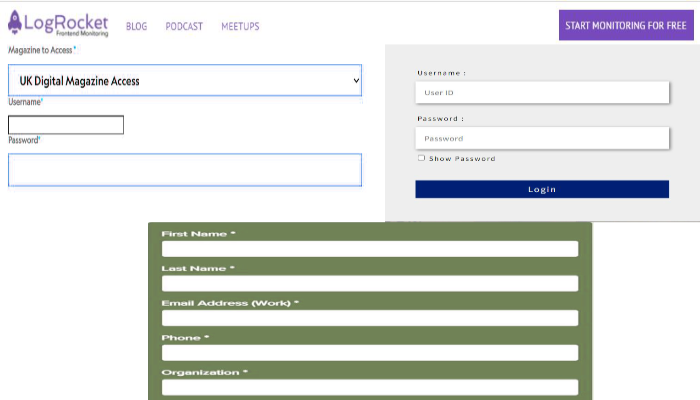 LogRocket
Frontend Monitoring
BLOG PODCAST MEETUPS
START MONITORING FOR FREE
Magazine to Access*
UK Digital Magazine Access
Username*
Password*
Username :
User ID
Password :
Password
Show Password
Login
First Name *
Last Name *
Email Address (Work) *
Phone *
Organization *